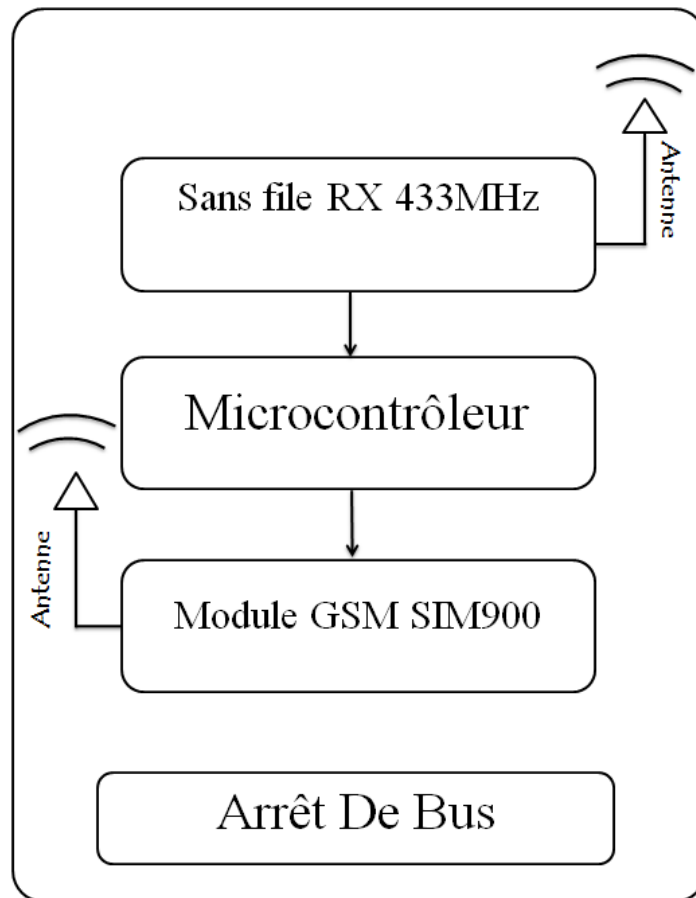 Antenne
Sans file RX 433MHz
Microcontrôleur
Antenne
Module GSM SIM900
Arrêt De Bus